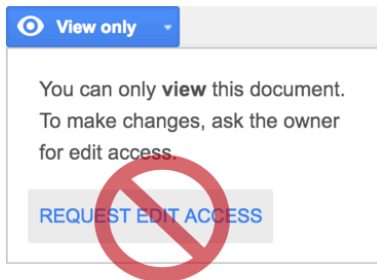 View only
You can only view this document.
To make changes, ask the owner
for edit access.
REQUEST EDIT ACCESS